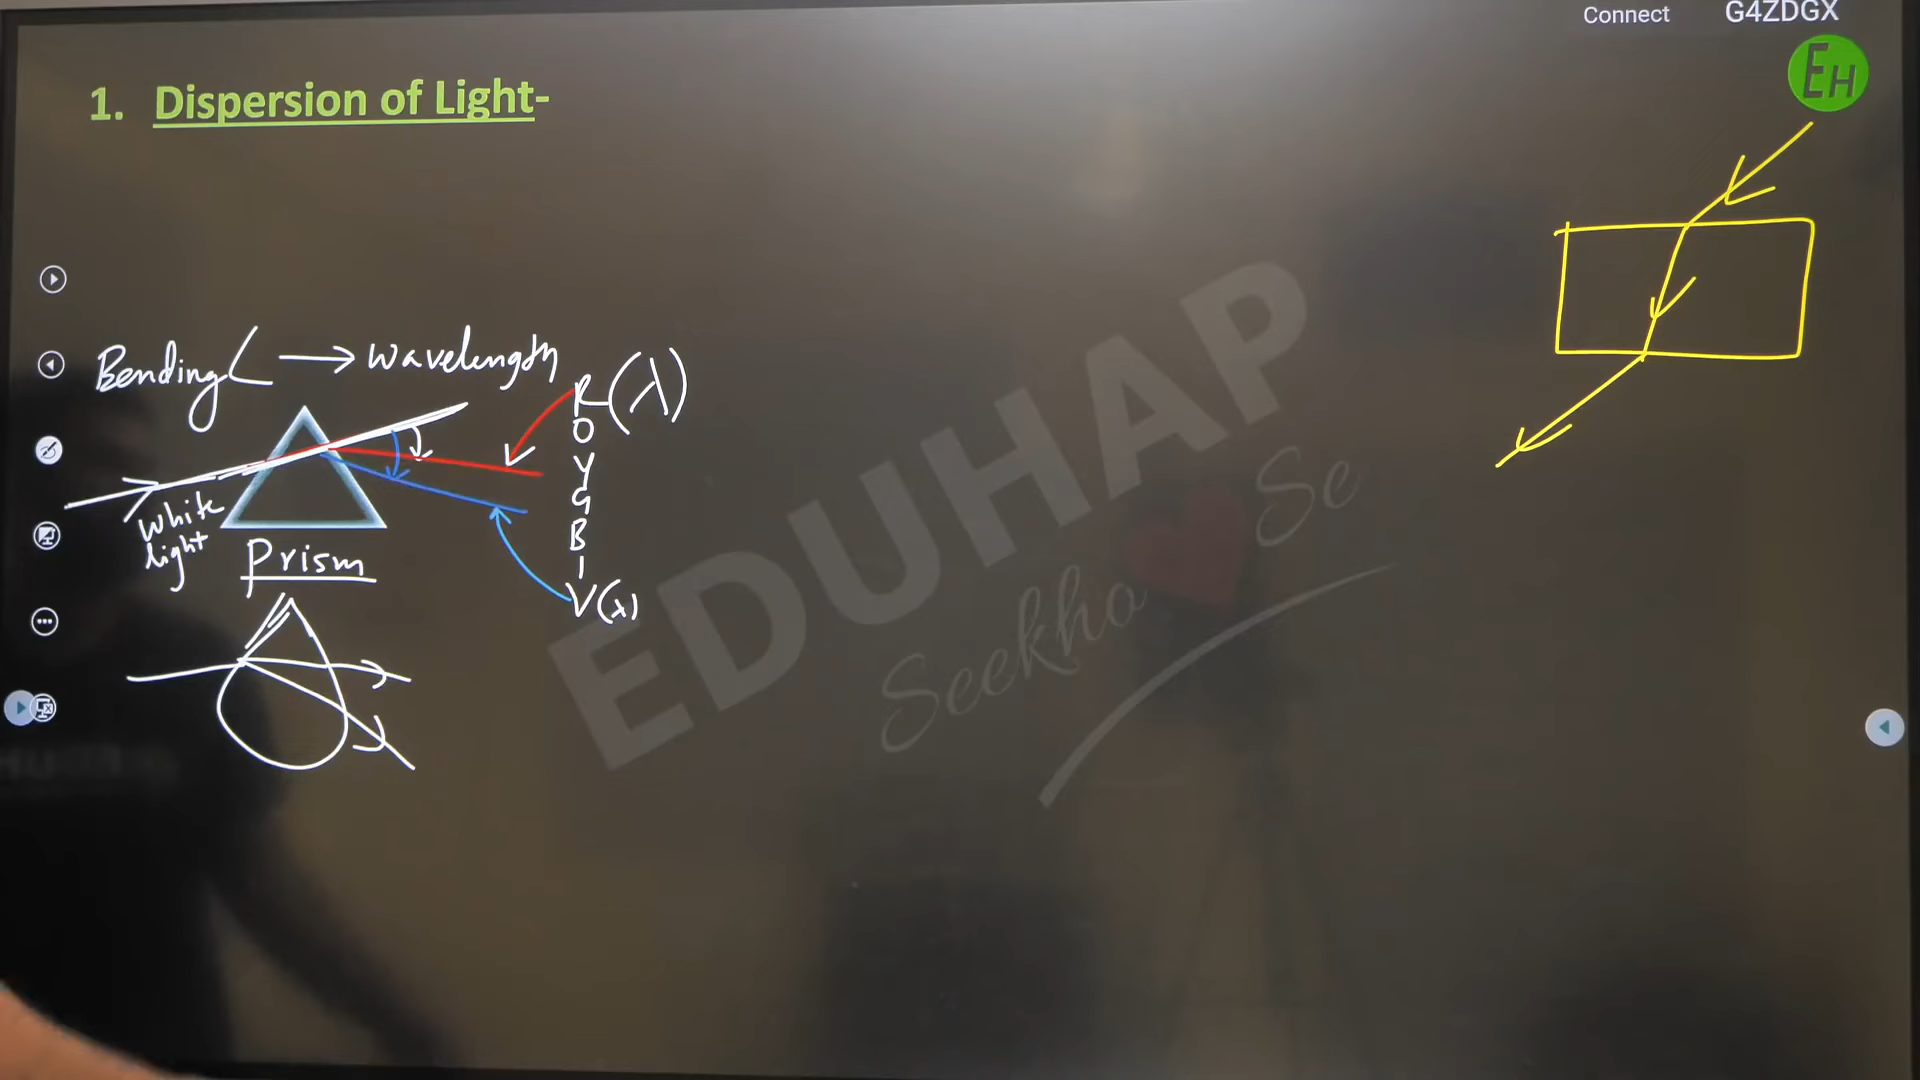 Connect G4ZDGX
EH
1. Dispersion of Light-
Bending → Wavelength
R (λ)
O
Y
G
B
I
V (λ)
White
light
Prism
EDUHAP
Seekho Se